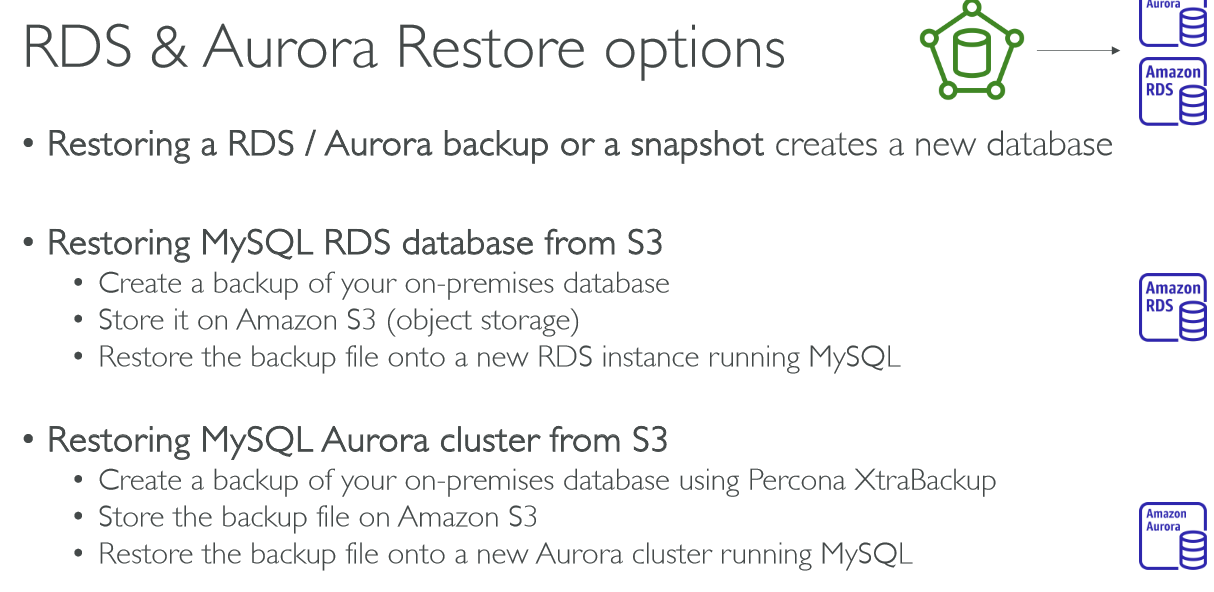 RDS & Aurora Restore options
Aurora
Amazon
RDS
• Restoring a RDS / Aurora backup or a snapshot creates a new database
• Restoring MySQL RDS database from S3
• Create a backup of your on-premises database
• Store it on Amazon S3 (object storage)
• Restore the backup file onto a new RDS instance running MySQL
Amazon
RDS
• Restoring MySQL Aurora cluster from S3
• Create a backup of your on-premises database using Percona XtraBackup
• Store the backup file on Amazon S3
• Restore the backup file onto a new Aurora cluster running MySQL
Amazon
Aurora